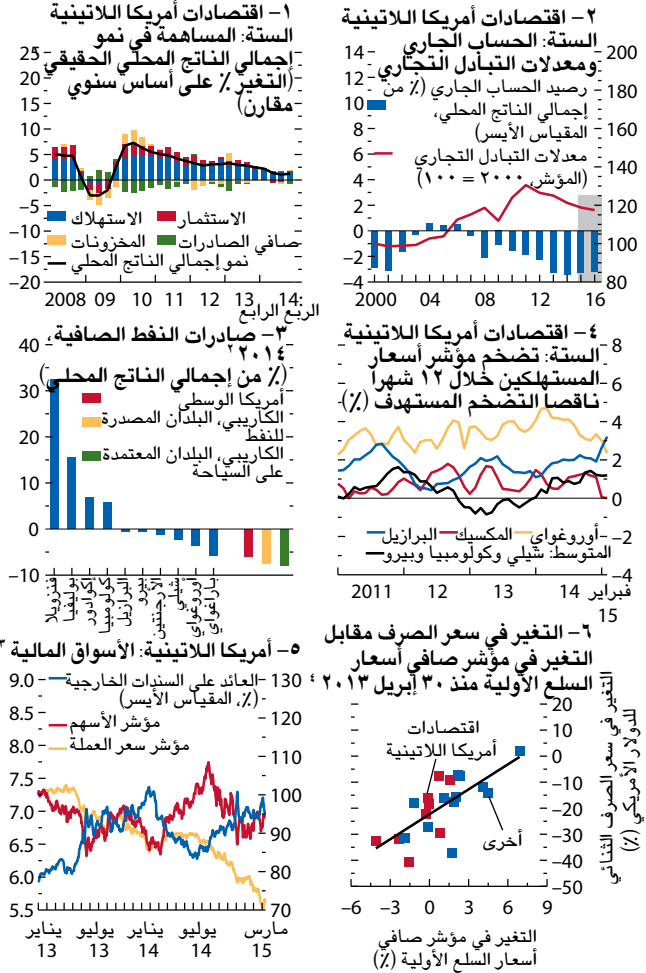 ١– اقتصادات أمريكا اللاتينية
الستة: المساهمة في نمو
إجمالي الناتج المحلي الحقيقي
(التغير ٪ على أساس سنوي
مقارن)
25
20
15
10
5
0
–5
–10
–15
–20
الاستهلاك
الاستثمار
المخزونات
صافي الصادرات
نمو إجمالي الناتج المحلي
2008 09 10 11 12 13 14:
الربع الرابع
٢– اقتصادات أمريكا اللاتينية
الستة: الحساب الجاري
ومعدلات التبادل التجاري
رصيد الحساب الجاري (٪ من
إجمالي الناتج المحلي،
المقياس الأيسر)
معدلات التبادل التجاري
(المؤشر، ٢٠٠٠ = ١٠٠)
14
12
10
8
6
4
2
0
–2
–4
200
180
160
140
120
100
80
2000 04 08 12 16
٣– صادرات النفط الصافية،
٢٠١٤ ٢
(٪ من إجمالي الناتج المحلي)
أمريكا الوسطى
الكاريبي، البلدان المصدرة
للنفط
الكاريبي، البلدان المعتمدة
على السياحة
40
30
20
10
0
–10
فنزويلا
بوليفيا
إكوادور
كولومبيا
البرازيل
بيرو
الأرجنتين
شيلي
أوروغواي
باراغواي
٤– اقتصادات أمريكا اللاتينية
الستة: تضخم مؤشر أسعار
المستهلكين خلال ١٢ شهرا
ناقصا التضخم المستهدف (٪)
8
6
4
2
0
–2
–4
البرازيل
المكسيك
أوروغواي
المتوسط: شيلي وكولومبيا وبيرو
2011 12 13 14 فبراير
15
٥– أمريكا اللاتينية: الأسواق المالية ٣
العائد على السندات الخارجية
(٪، المقياس الأيسر)
مؤشر الأسهم
مؤشر سعر العملة
9.0
8.5
8.0
7.5
7.0
6.5
6.0
5.5
130
120
110
100
90
80
70
يناير يوليو يناير يوليو مارس
13 13 14 14 15
٦– التغير في سعر الصرف مقابل
التغير في مؤشر صافي أسعار
السلع الأولية منذ ٣٠ إبريل ٢٠١٣ ٤
اقتصادات
أمريكا اللاتينية
أخرى
20
10
0
–10
–20
–30
–40
–50
التغير في سعر الصرف الثنائي
للدولار الأمريكي (٪)
–6 –3 0 3 6 9
التغير في مؤشر صافي
أسعار السلع الأولية (٪)